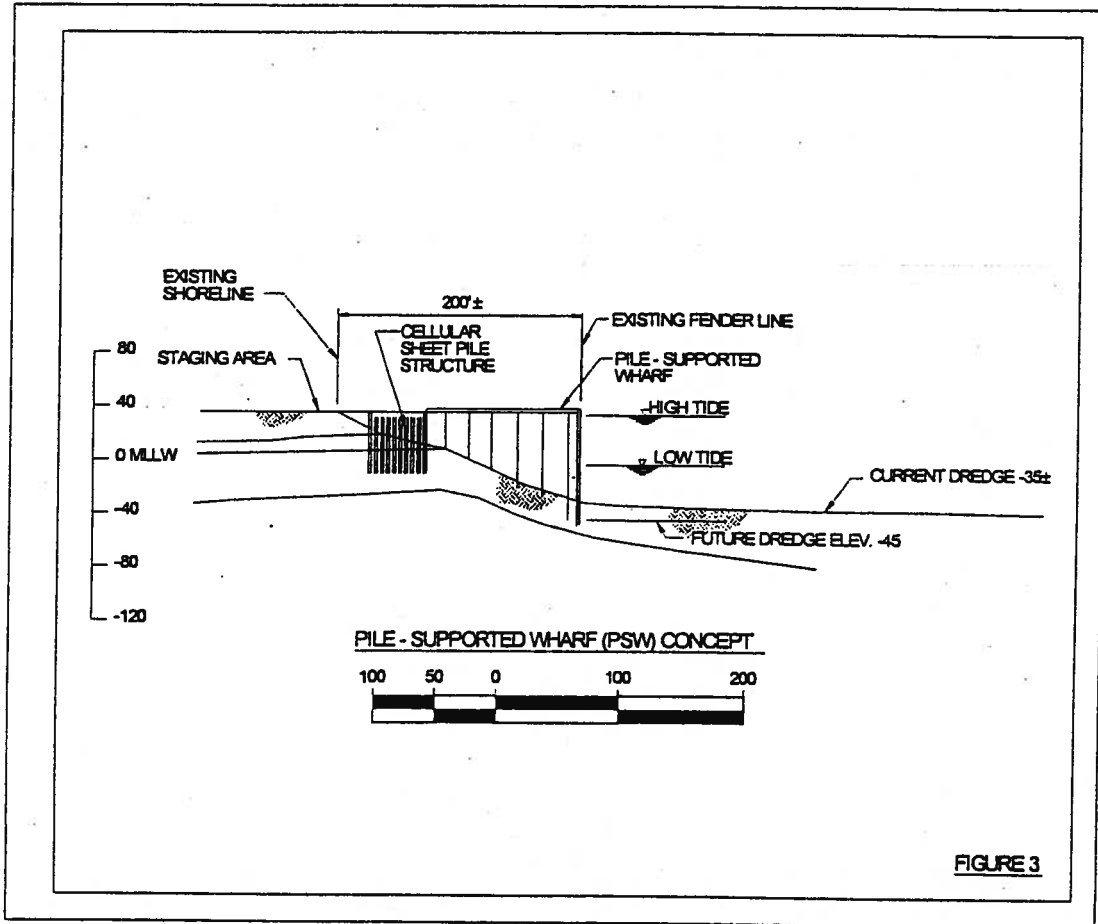 EXISTING
SHORELINE
200'±
EXISTING FENDER LINE
CELLULAR
SHEET PILE
STRUCTURE
PILE - SUPPORTED
WHARF
STAGING AREA
80
40
0 MLLW
-40
-80
-120
HIGH TIDE
LOW TIDE
CURRENT DREDGE -35±
FUTURE DREDGE ELEV. -45
PILE - SUPPORTED WHARF (PSW) CONCEPT
100 50 0 100 200
FIGURE 3